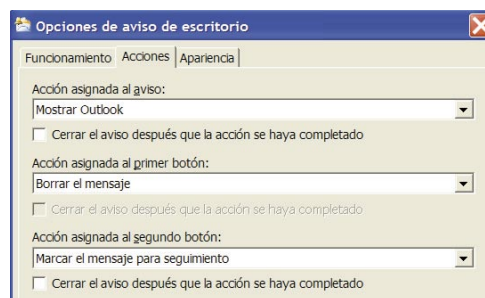 Opciones de aviso de escritorio
Funcionamiento Acciones Apariencia
Acción asignada al aviso:
Mostrar Outlook
Cerrar el aviso después que la acción se haya completado
Acción asignada al primer botón:
Borrar el mensaje
Cerrar el aviso después que la acción se haya completado
Acción asignada al segundo botón:
Marcar el mensaje para seguimiento
Cerrar el aviso después que la acción se haya completado